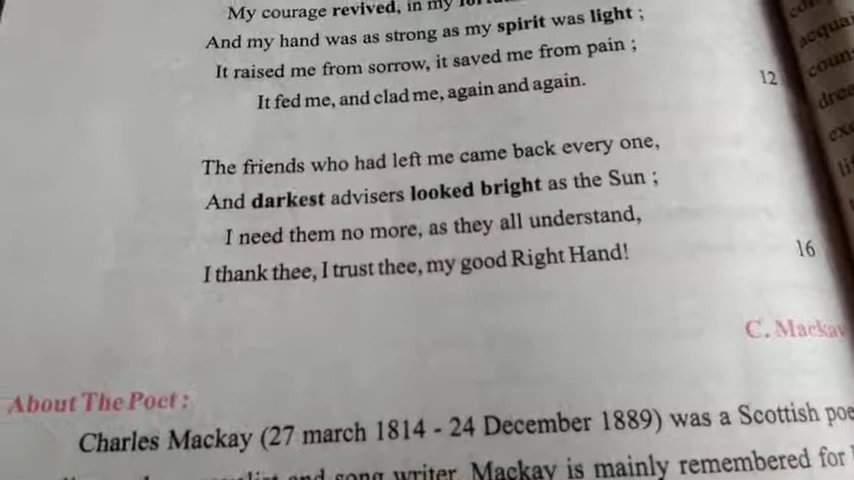 My courage revived, in my
And my hand was as strong as my spirit was light ;
It raised me from sorrow, it saved me from pain ;
It fed me, and clad me, again and again.
12
The friends who had left me came back every one,
And darkest advisers looked bright as the Sun ;
I need them no more, as they all understand,
I thank thee, I trust thee, my good Right Hand!
16
C. Mackay
About The Poet :
Charles Mackay (27 march 1814 - 24 December 1889) was a Scottish
and song writer. Mackay is mainly remembered for